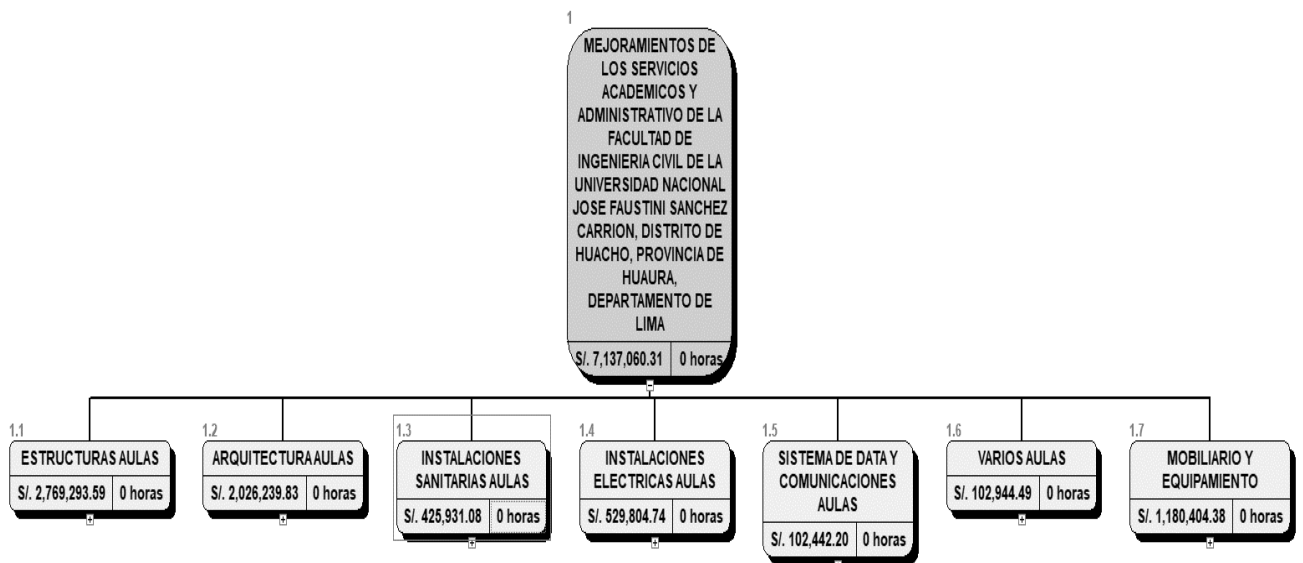 1
MEJORAMIENTOS DE
LOS SERVICIOS
ACADEMICOS Y
ADMINISTRATIVO DE LA
FACULTAD DE
INGENIERIA CIVIL DE LA
UNIVERSIDAD NACIONAL
JOSE FAUSTINI SANCHEZ
CARRION, DISTRITO DE
HUACHO, PROVINCIA DE
HUAURA,
DEPARTAMENTO DE
LIMA
S/. 7,137,060.31 0 horas
1.1
ESTRUCTURAS AULAS
S/. 2,769,293.59 0 horas
1.2
ARQUITECTURA AULAS
S/. 2,026,239.83 0 horas
1.3
INSTALACIONES
SANITARIAS AULAS
S/. 425,931.08 0 horas
1.4
INSTALACIONES
ELECTRICAS AULAS
S/. 529,804.74 0 horas
1.5
SISTEMA DE DATA Y
COMUNICACIONES
AULAS
S/. 102,442.20 0 horas
1.6
VARIOS AULAS
S/. 102,944.49 0 horas
1.7
MOBILIARIO Y
EQUIPAMIENTO
S/. 1,180,404.38 0 horas